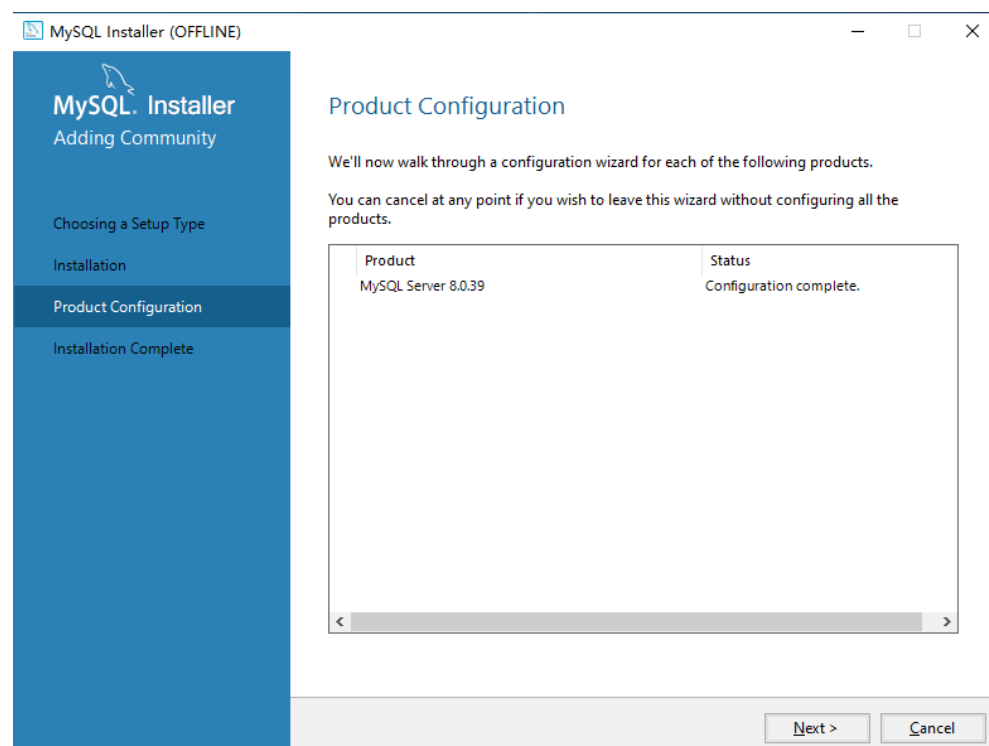 MySQL Installer (OFFLINE)
MySQL. Installer
Adding Community
Choosing a Setup Type
Installation
Product Configuration
Installation Complete
Product Configuration
We'll now walk through a configuration wizard for each of the following products.
You can cancel at any point if you wish to leave this wizard without configuring all the
products.
Product Status
MySQL Server 8.0.39 Configuration complete.
Next > Cancel